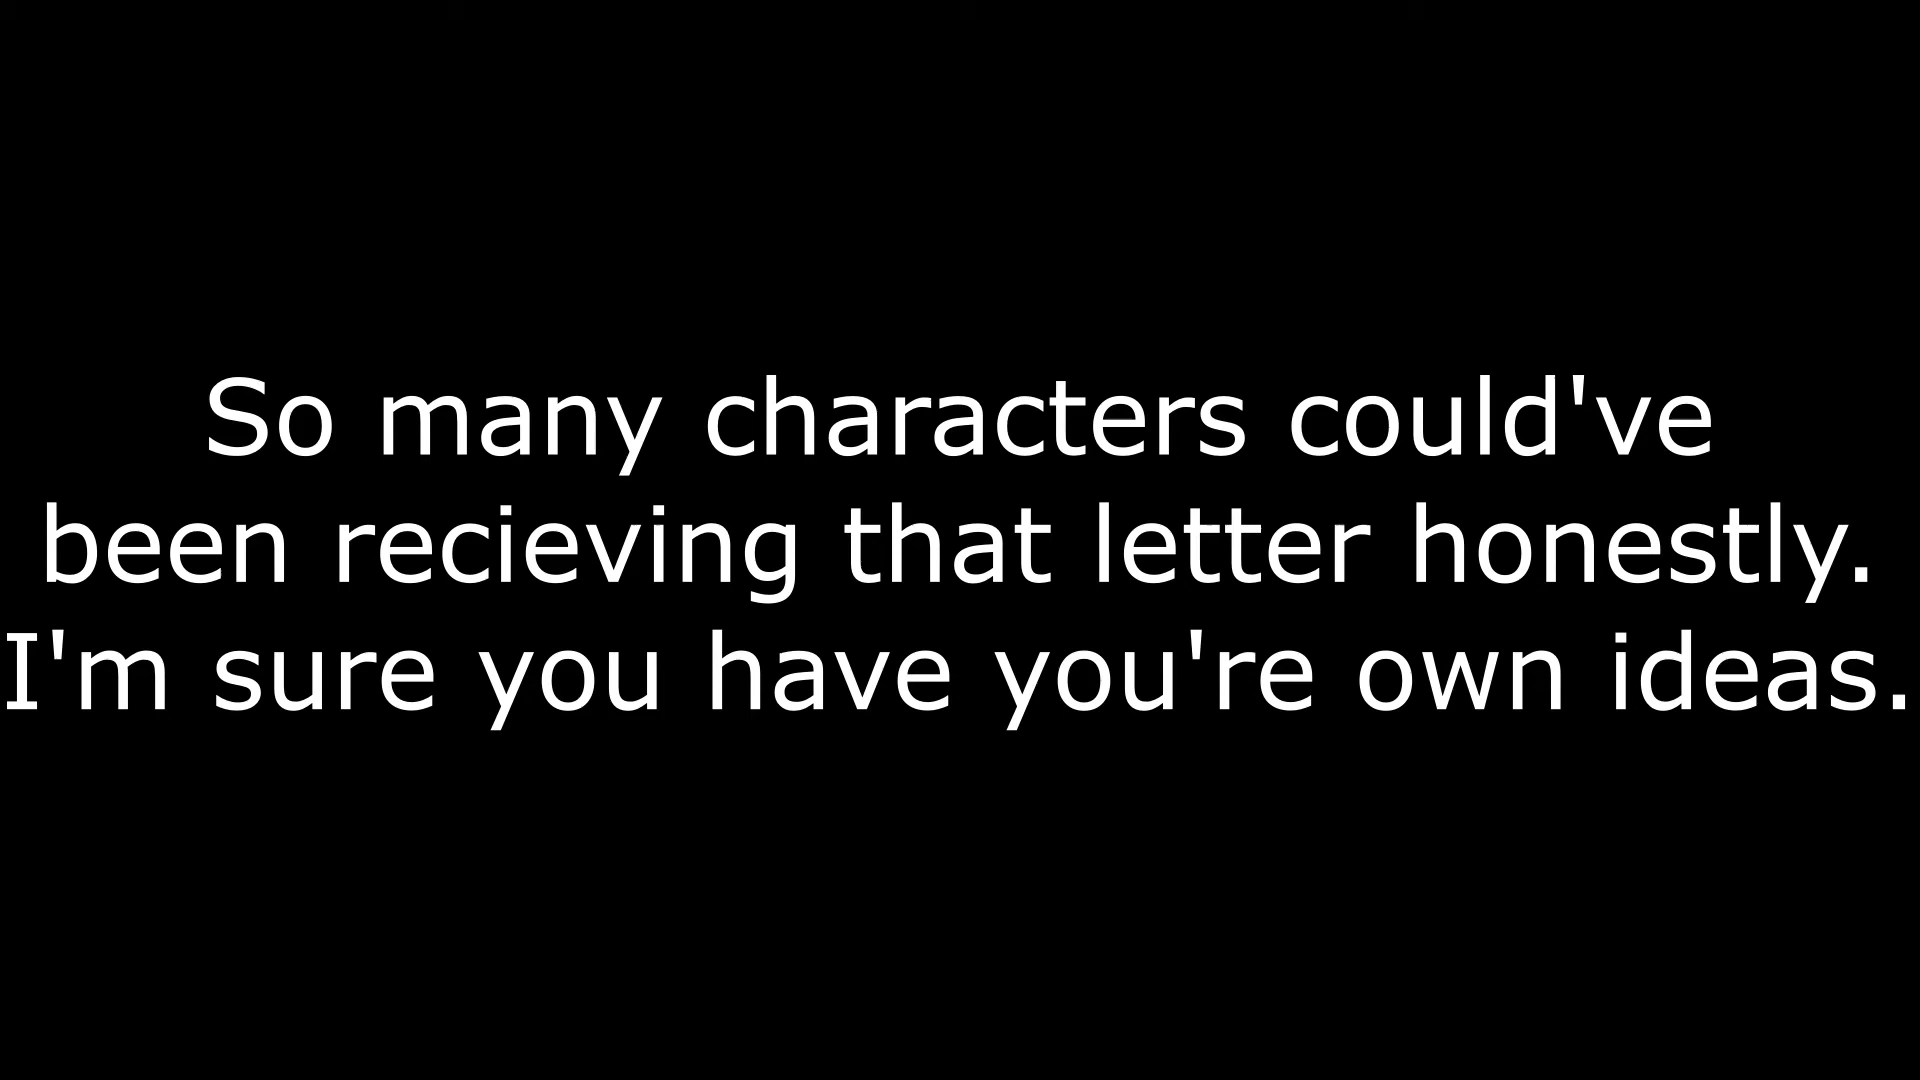 So many characters could've
been recieving that letter honestly.
I'm sure you have you're own ideas.